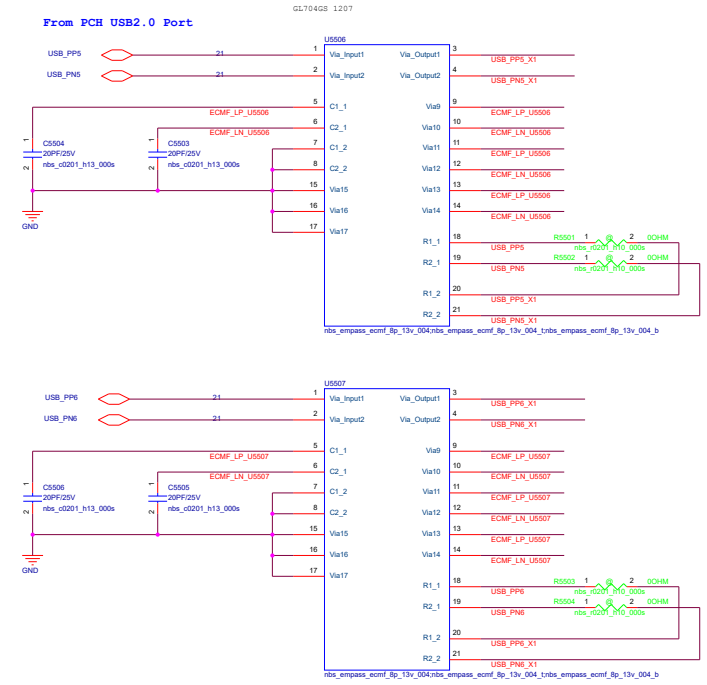 GL704GS 1207
From PCH USB2.0 Port
U5506
USB_PP5 21 1 Via_Input1 Via_Output1 3 USB_PP5_X1
USB_PN5 21 2 Via_Input2 Via_Output2 4 USB_PN5_X1
5 C1_1 Via9 9
ECMF_LP_U5506 ECMF_LP_U5506
6 C2_1 Via10 10
ECMF_LN_U5506 ECMF_LN_U5506
7 C1_2 Via11 11
ECMF_LP_U5506
8 C2_2 Via12 12
ECMF_LN_U5506
15 Via15 Via13 13
ECMF_LP_U5506
16 Via16 Via14 14
ECMF_LN_U5506
17 Via17
1 C5504 1 C5503
20PF/25V 20PF/25V
2 nbs_c0201_h13_000s 2 nbs_c0201_h13_000s
GND
R1_1 18 USB_PP5 R5501 1 @ 2 0OHM
nbs_r0201_h10_000s
R2_1 19 USB_PN5 R5502 1 @ 2 0OHM
nbs_r0201_h10_000s
R1_2 20 USB_PP5_X1
R2_2 21 USB_PN5_X1
nbs_empass_ecmf_8p_13v_004;nbs_empass_ecmf_8p_13v_004_t;nbs_empass_ecmf_8p_13v_004_b
U5507
USB_PP6 21 1 Via_Input1 Via_Output1 3 USB_PP6_X1
USB_PN6 21 2 Via_Input2 Via_Output2 4 USB_PN6_X1
5 C1_1 Via9 9
ECMF_LP_U5507 ECMF_LP_U5507
6 C2_1 Via10 10
ECMF_LN_U5507 ECMF_LN_U5507
7 C1_2 Via11 11
ECMF_LP_U5507
8 C2_2 Via12 12
ECMF_LN_U5507
15 Via15 Via13 13
ECMF_LP_U5507
16 Via16 Via14 14
ECMF_LN_U5507
17 Via17
1 C5506 1 C5505
20PF/25V 20PF/25V
2 nbs_c0201_h13_000s 2 nbs_c0201_h13_000s
GND
R1_1 18 USB_PP6 R5503 1 @ 2 0OHM
nbs_r0201_h10_000s
R2_1 19 USB_PN6 R5504 1 @ 2 0OHM
nbs_r0201_h10_000s
R1_2 20 USB_PP6_X1
R2_2 21 USB_PN6_X1
nbs_empass_ecmf_8p_13v_004;nbs_empass_ecmf_8p_13v_004_t;nbs_empass_ecmf_8p_13v_004_b